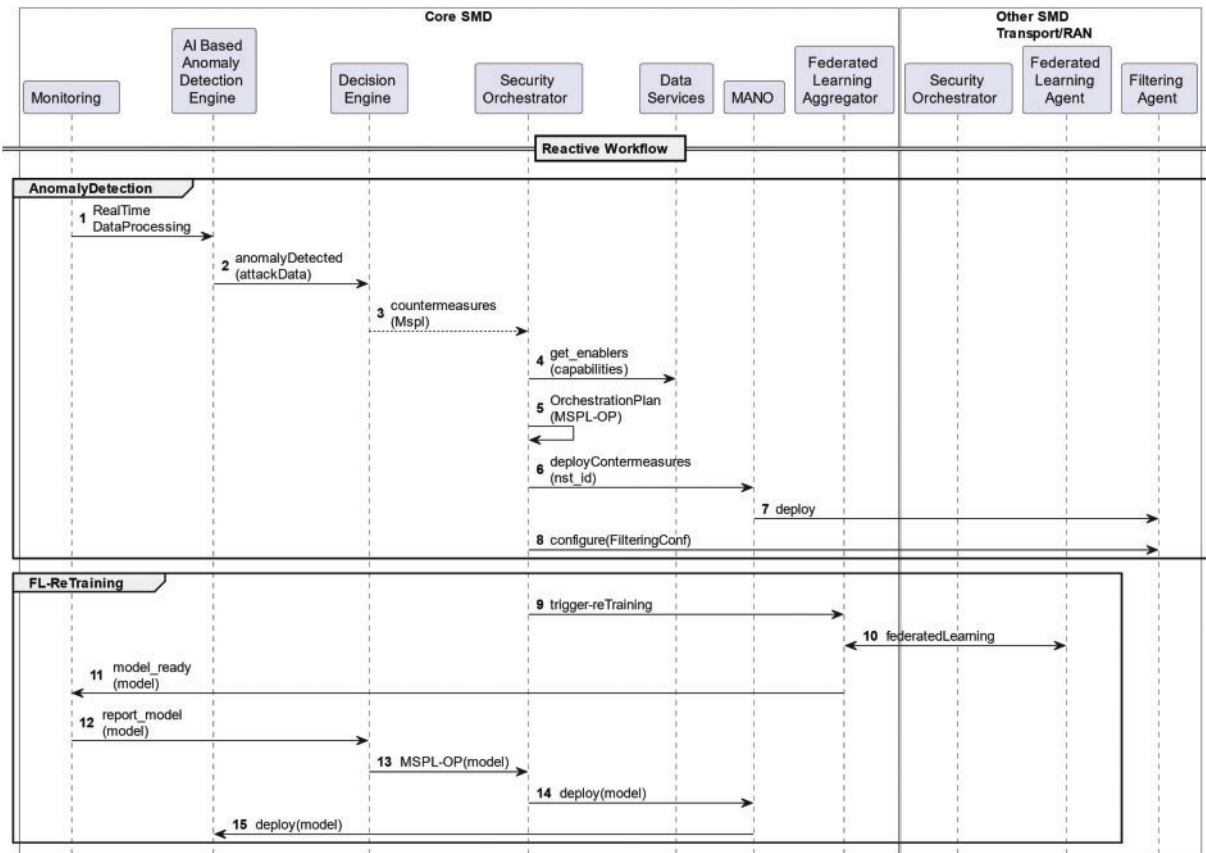 Core SMD
Other SMD
Transport/RAN
Monitoring
AI Based
Anomaly
Detection
Engine
Decision
Engine
Security
Orchestrator
Data
Services
MANO
Federated
Learning
Aggregator
Security
Orchestrator
Federated
Learning
Agent
Filtering
Agent
Reactive Workflow
AnomalyDetection
1 RealTime
DataProcessing
2 anomalyDetected
(attackData)
3 countermeasures
(Mspl)
4 get_enablers
(capabilities)
5 OrchestrationPlan
(MSPL-OP)
6 deployContermeasures
(nst_id)
7 deploy
8 configure(FilteringConf)
FL-ReTraining
9 trigger-reTraining
10 federatedLearning
11 model_ready
(model)
12 report_model
(model)
13 MSPL-OP(model)
14 deploy(model)
15 deploy(model)